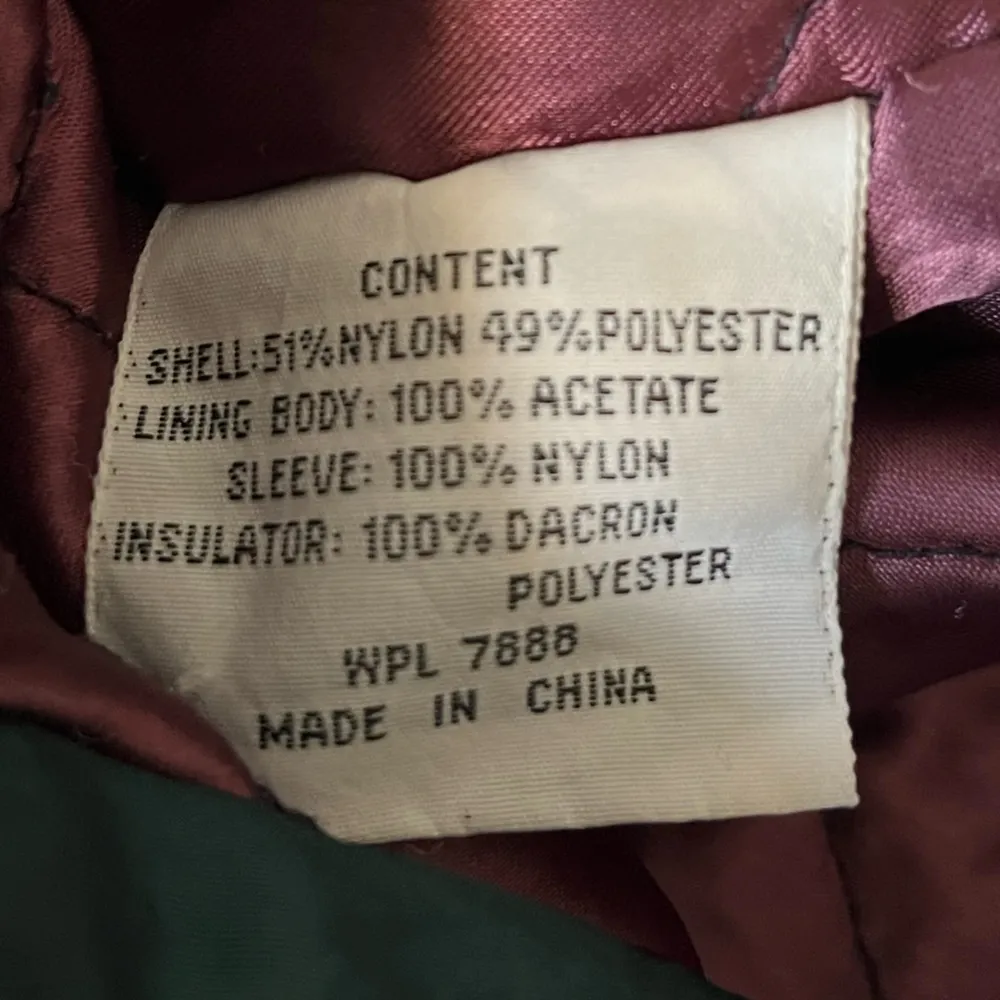 CONTENT
SHELL:51%NYLON 49%POLYESTER
LINING BODY: 100% ACETATE
SLEEVE: 100% NYLON
INSULATOR: 100% DACRON
POLYESTER
WPL 7888
MADE IN CHINA